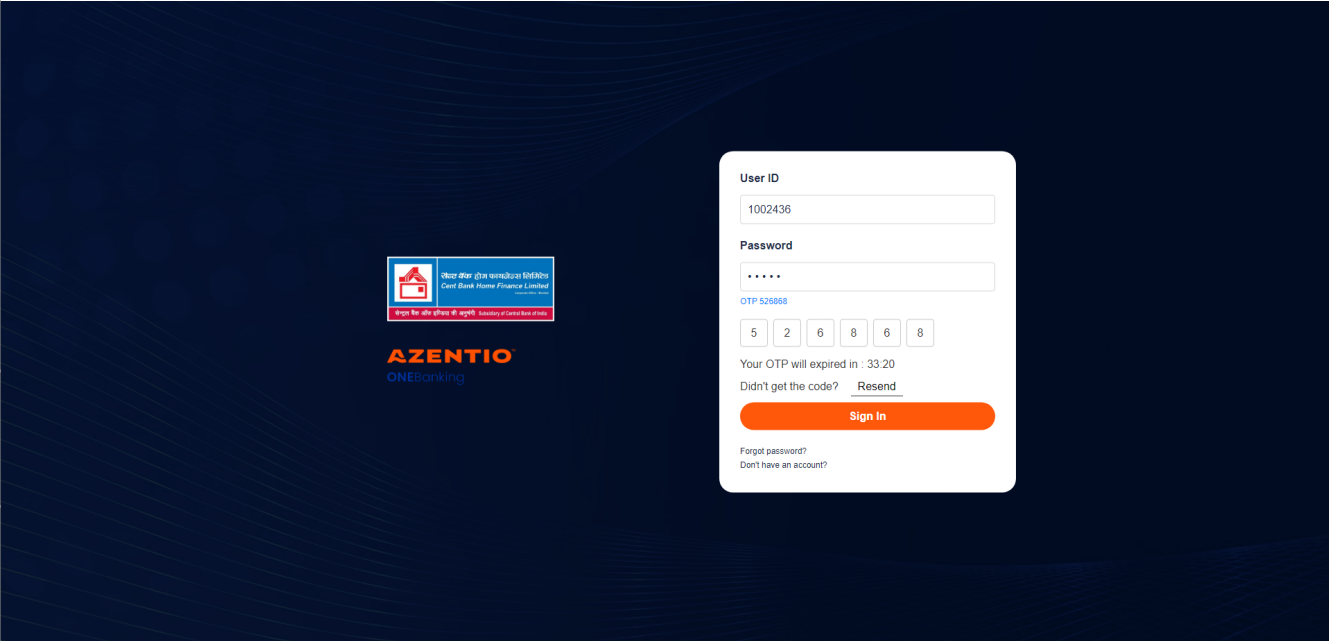 सेन्ट बैंक होम फायनेंन्स लिमिटेड
Cent Bank Home Finance Limited
सेन्ट्रल बैंक ऑफ इण्डिया की अनुषंगी Subsidiary of Central Bank of India
AZENTIO
ONEBanking
User ID
1002436
Password
•••••
OTP 526868
5 2 6 8 6 8
Your OTP will expired in : 33:20
Didn't get the code? Resend
Sign In
Forgot password?
Don't have an account?